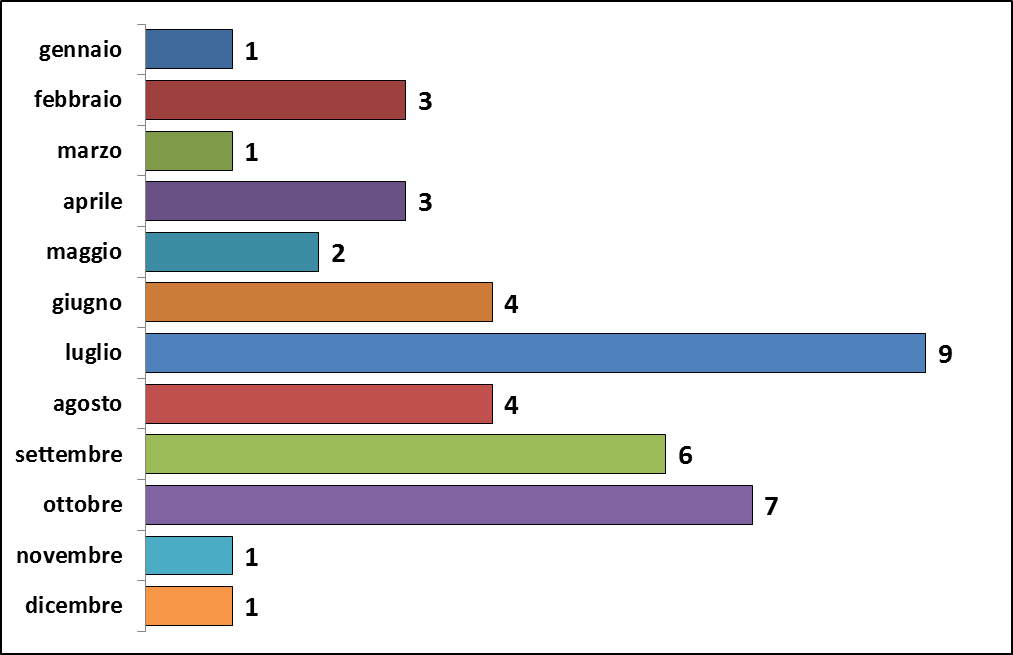 gennaio 1
febbraio 3
marzo 1
aprile 3
maggio 2
giugno 4
luglio 9
agosto 4
settembre 6
ottobre 7
novembre 1
dicembre 1